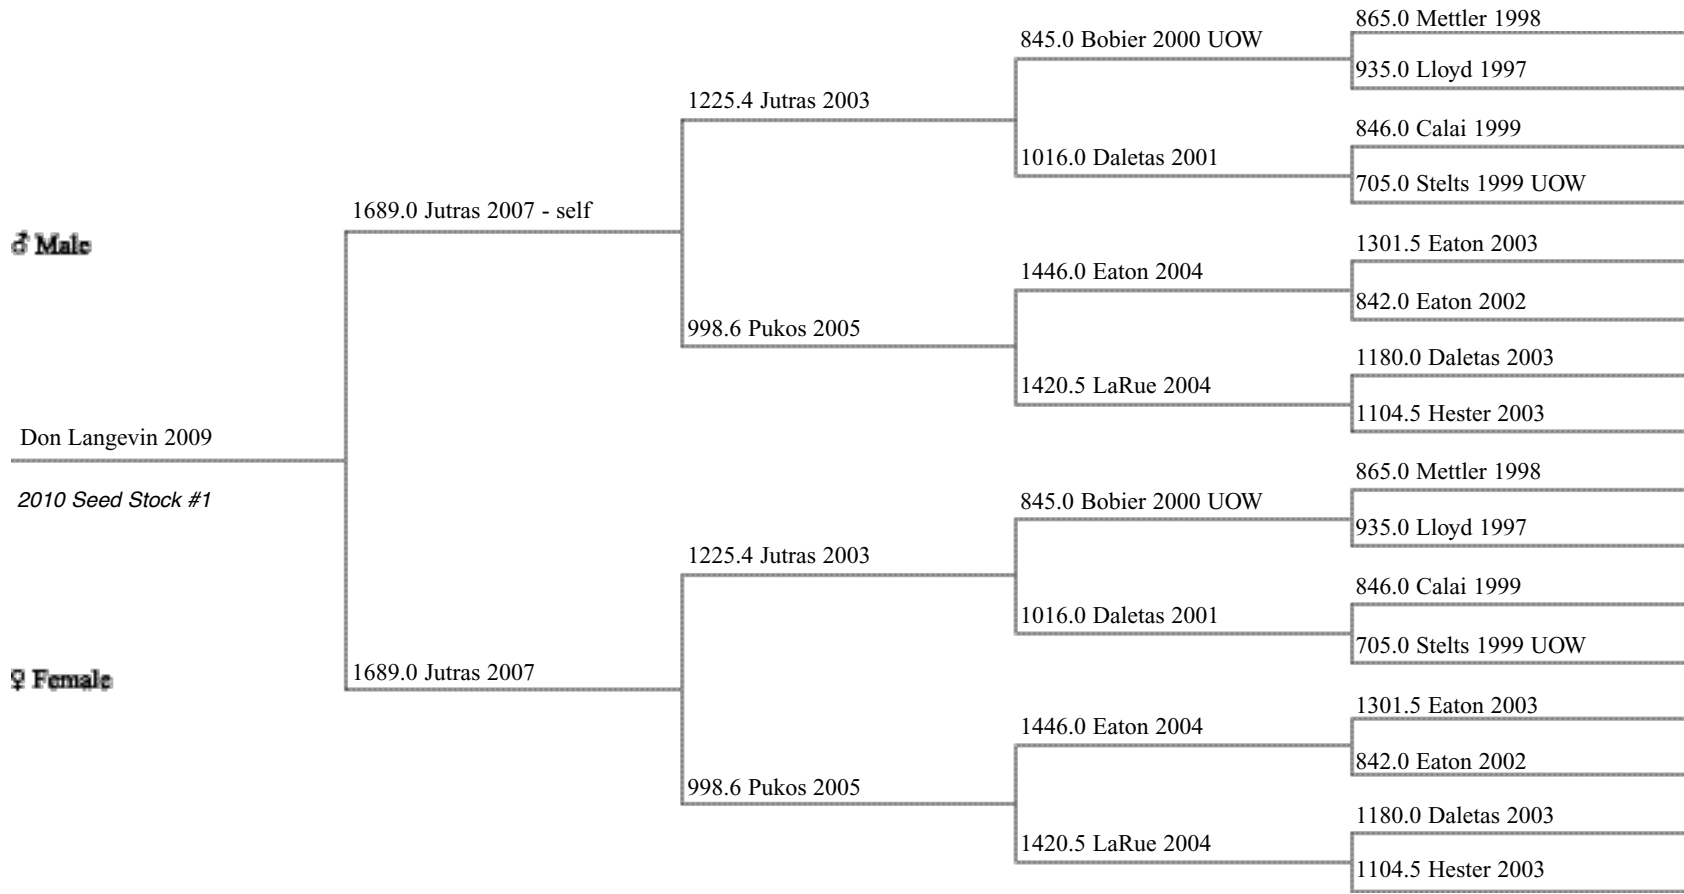 865.0 Mettler 1998
845.0 Bobier 2000 UOW
935.0 Lloyd 1997
1225.4 Jutras 2003
846.0 Calai 1999
1016.0 Daletas 2001
705.0 Stelts 1999 UOW
1689.0 Jutras 2007 - self
♂ Male
1301.5 Eaton 2003
1446.0 Eaton 2004
842.0 Eaton 2002
998.6 Pukos 2005
1180.0 Daletas 2003
1420.5 LaRue 2004
1104.5 Hester 2003
Don Langevin 2009
2010 Seed Stock #1
865.0 Mettler 1998
845.0 Bobier 2000 UOW
935.0 Lloyd 1997
1225.4 Jutras 2003
846.0 Calai 1999
1016.0 Daletas 2001
705.0 Stelts 1999 UOW
1689.0 Jutras 2007
♀ Female
1301.5 Eaton 2003
1446.0 Eaton 2004
842.0 Eaton 2002
998.6 Pukos 2005
1180.0 Daletas 2003
1420.5 LaRue 2004
1104.5 Hester 2003